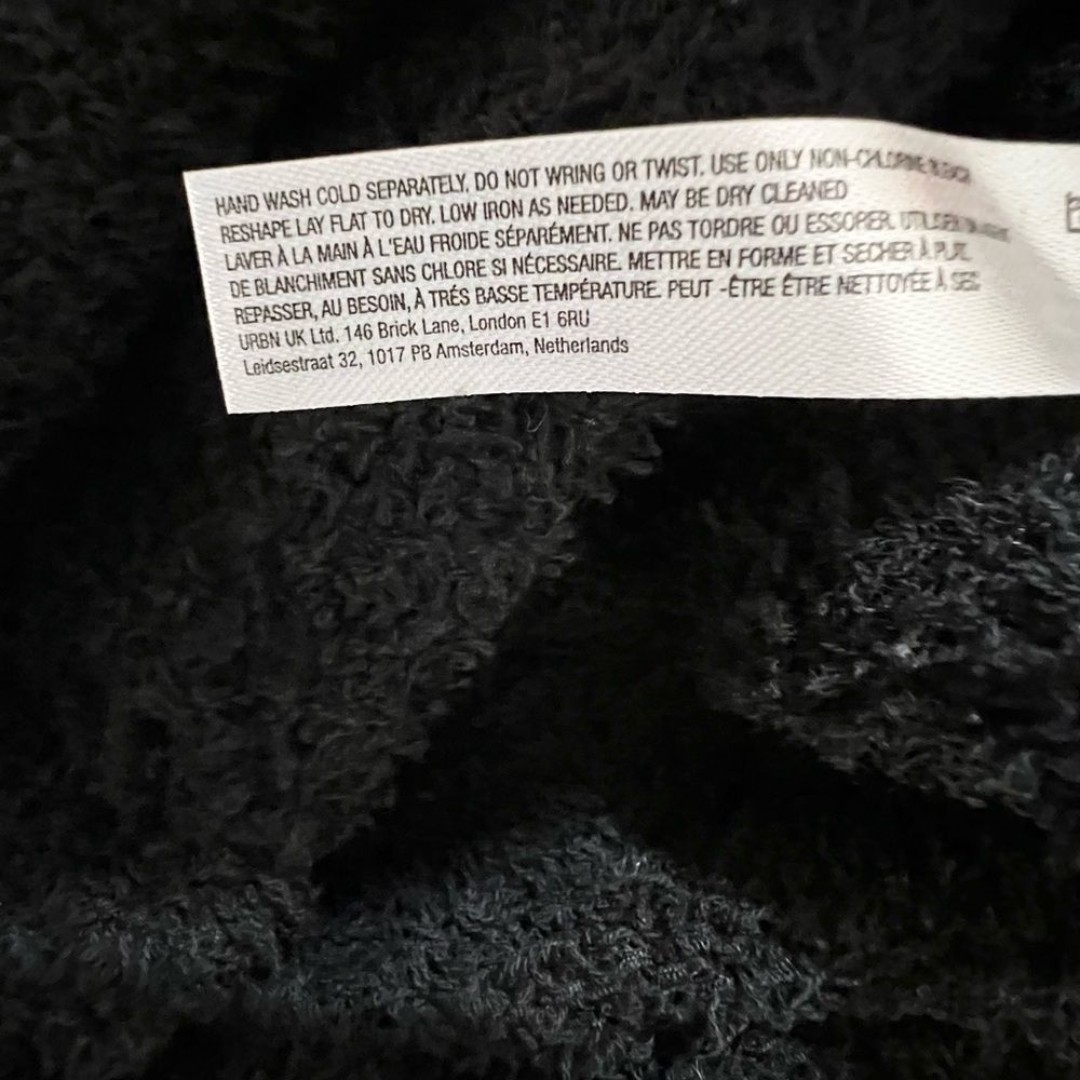 HAND WASH COLD SEPARATELY. DO NOT WRING OR TWIST. USE ONLY NON-CHLORINE BLEACH
RESHAPE LAY FLAT TO DRY. LOW IRON AS NEEDED. MAY BE DRY CLEANED
LAVER À LA MAIN À L'EAU FROIDE SÉPARÉMENT. NE PAS TORDRE OU ESSORER. UTILISER
DE BLANCHIMENT SANS CHLORE SI NÉCESSAIRE. METTRE EN FORME ET SECHER À PLAT.
REPASSER, AU BESOIN, À TRÉS BASSE TEMPÉRATURE. PEUT -ÊTRE ÊTRE NETTOYÉE À SEC.
URBN UK Ltd. 146 Brick Lane, London E1 6RU
Leidsestraat 32, 1017 PB Amsterdam, Netherlands